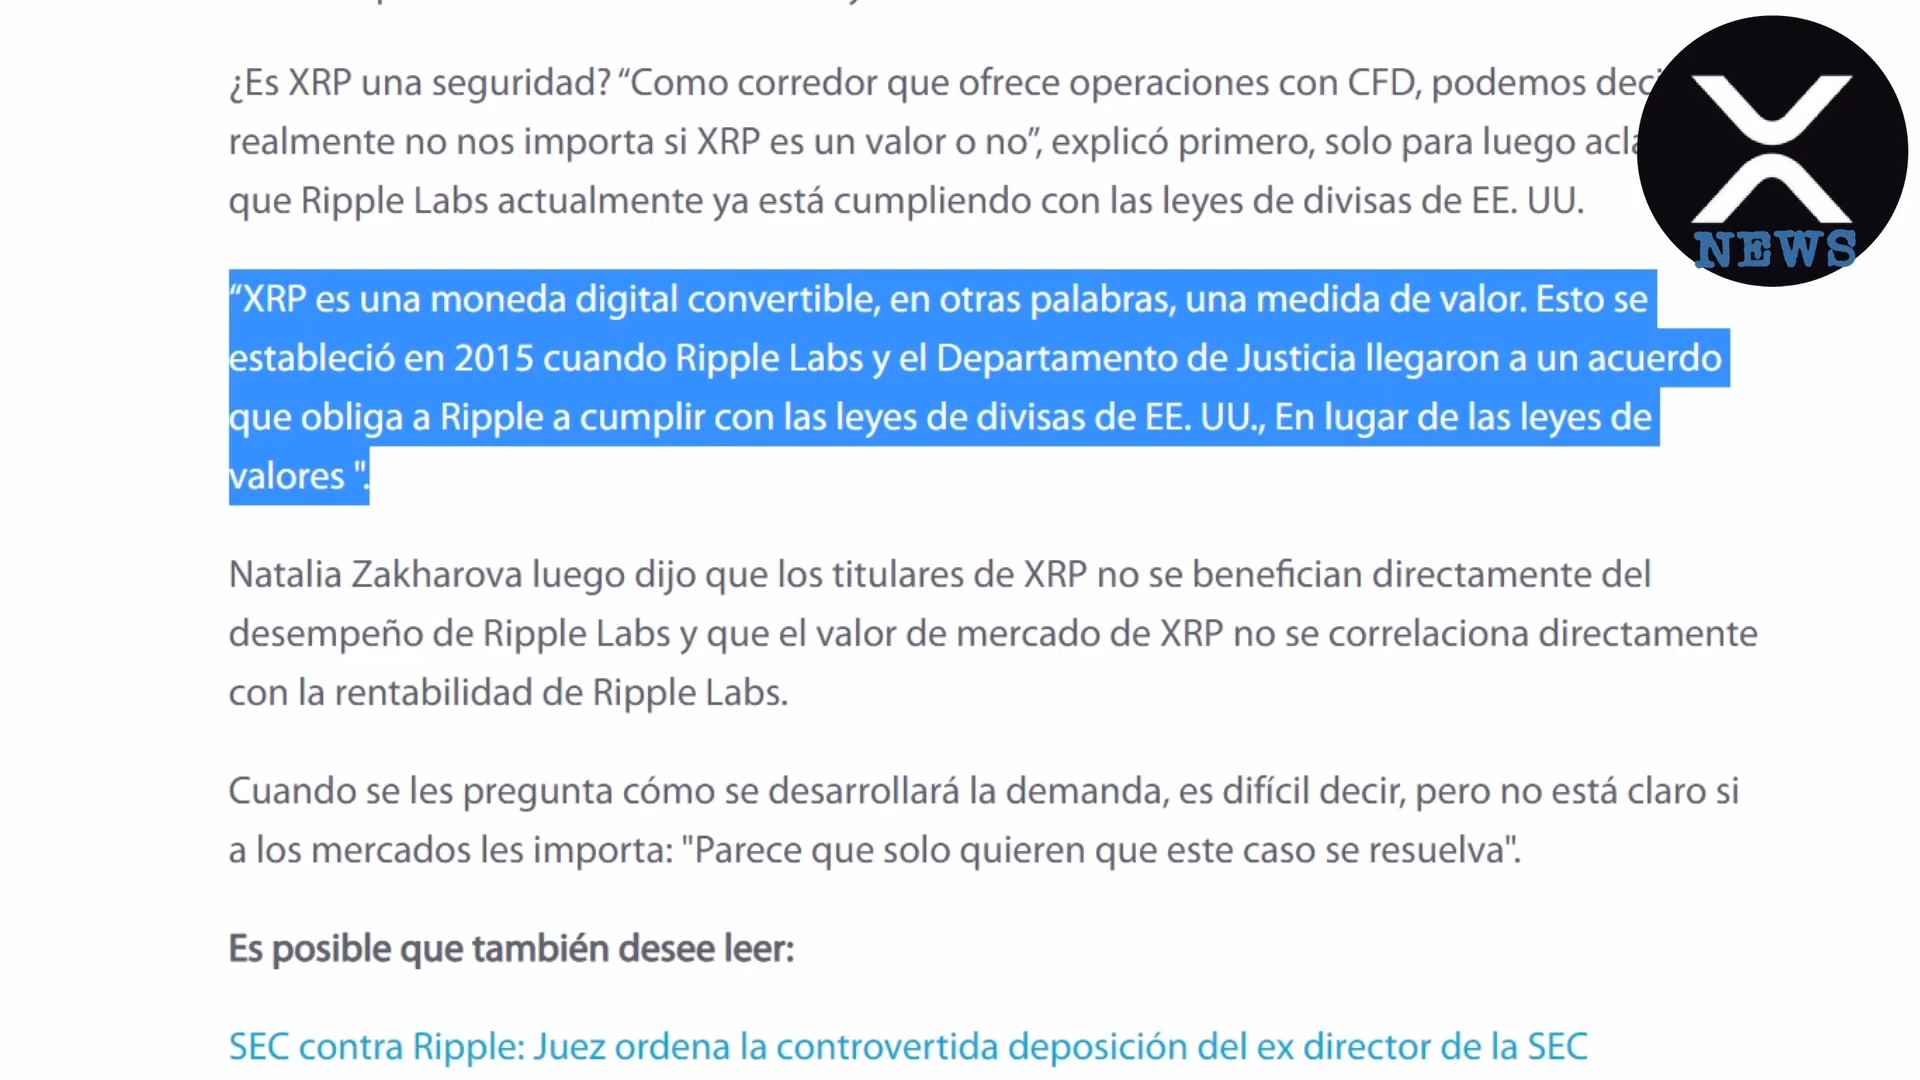 ¿Es XRP una seguridad? “Como corredor que ofrece operaciones con CFD, podemos
realmente no nos importa si XRP es un valor o no”, explicó primero, solo para luego
que Ripple Labs actualmente ya está cumpliendo con las leyes de divisas de EE. UU.
NEWS
“XRP es una moneda digital convertible, en otras palabras, una medida de valor. Esto se
estableció en 2015 cuando Ripple Labs y el Departamento de Justicia llegaron a un acuerdo
que obliga a Ripple a cumplir con las leyes de divisas de EE. UU., En lugar de las leyes de
valores ".
Natalia Zakharova luego dijo que los titulares de XRP no se benefician directamente del
desempeño de Ripple Labs y que el valor de mercado de XRP no se correlaciona directamente
con la rentabilidad de Ripple Labs.
Cuando se les pregunta cómo se desarrollará la demanda, es difícil decir, pero no está claro si
a los mercados les importa: "Parece que solo quieren que este caso se resuelva".
Es posible que también desee leer:
SEC contra Ripple: Juez ordena la controvertida deposición del ex director de la SEC